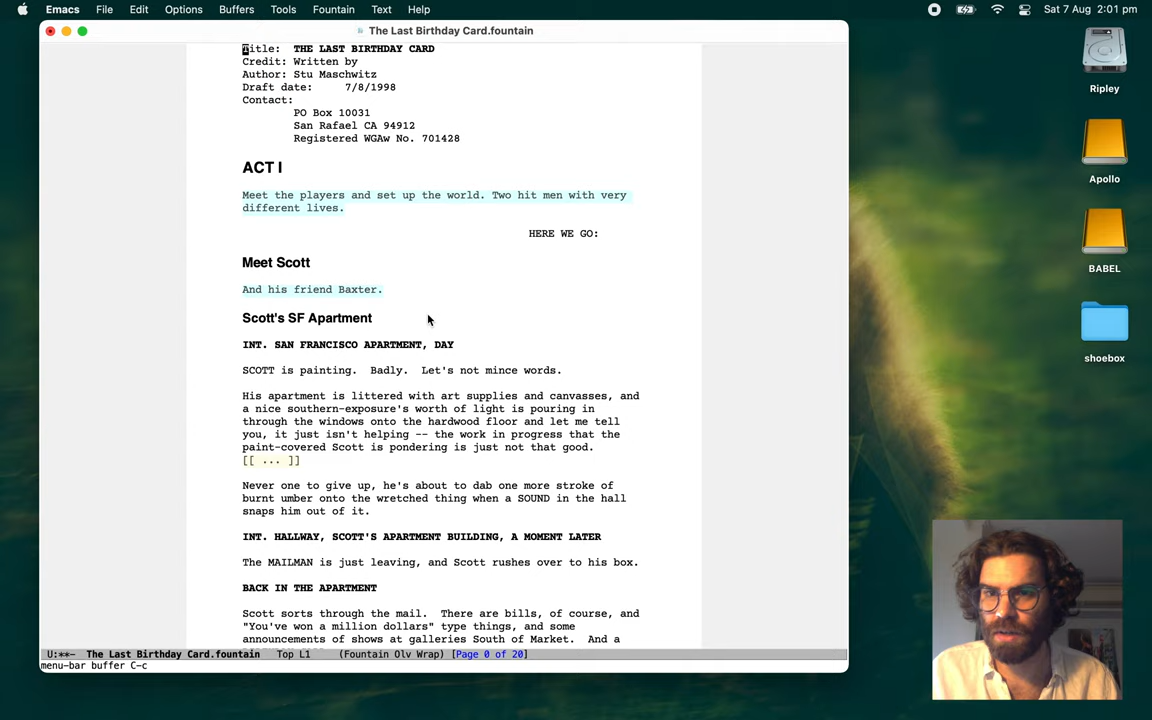 Emacs File Edit Options Buffers Tools Fountain Text Help Sat 7 Aug 2:01 pm
The Last Birthday Card.fountain
Title: THE LAST BIRTHDAY CARD
Credit: Written by
Author: Stu Maschwitz
Draft date: 7/8/1998
Contact:
PO Box 10031
San Rafael CA 94912
Registered WGAw No. 701428
ACT I
Meet the players and set up the world. Two hit men with very
different lives.
HERE WE GO:
Meet Scott
And his friend Baxter.
Scott's SF Apartment
INT. SAN FRANCISCO APARTMENT, DAY
SCOTT is painting. Badly. Let's not mince words.
His apartment is littered with art supplies and canvasses, and
a nice southern-exposure's worth of light is pouring in
through the windows onto the hardwood floor and let me tell
you, it just isn't helping -- the work in progress that the
paint-covered Scott is pondering is just not that good.
[[ ... ]]
Never one to give up, he's about to dab one more stroke of
burnt umber onto the wretched thing when a SOUND in the hall
snaps him out of it.
INT. HALLWAY, SCOTT'S APARTMENT BUILDING, A MOMENT LATER
The MAILMAN is just leaving, and Scott rushes over to his box.
BACK IN THE APARTMENT
Scott sorts through the mail. There are bills, of course, and
"You've won a million dollars" type things, and some
announcements of shows at galleries South of Market. And a
U:**- The Last Birthday Card.fountain Top L1 (Fountain Olv Wrap) [Page 0 of 20]
menu-bar buffer C-c
Ripley
Apollo
BABEL
shoebox